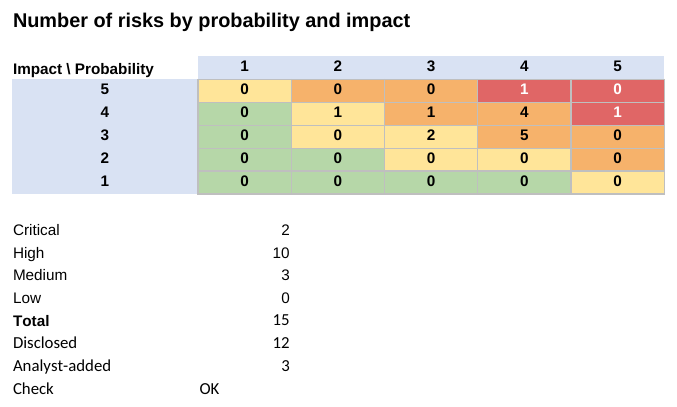 Number of risks by probability and impact
Impact \ Probability 1 2 3 4 5
5 0 0 0 1 0
4 0 1 1 4 1
3 0 0 2 5 0
2 0 0 0 0 0
1 0 0 0 0 0
Critical 2
High 10
Medium 3
Low 0
Total 15
Disclosed 12
Analyst-added 3
Check OK